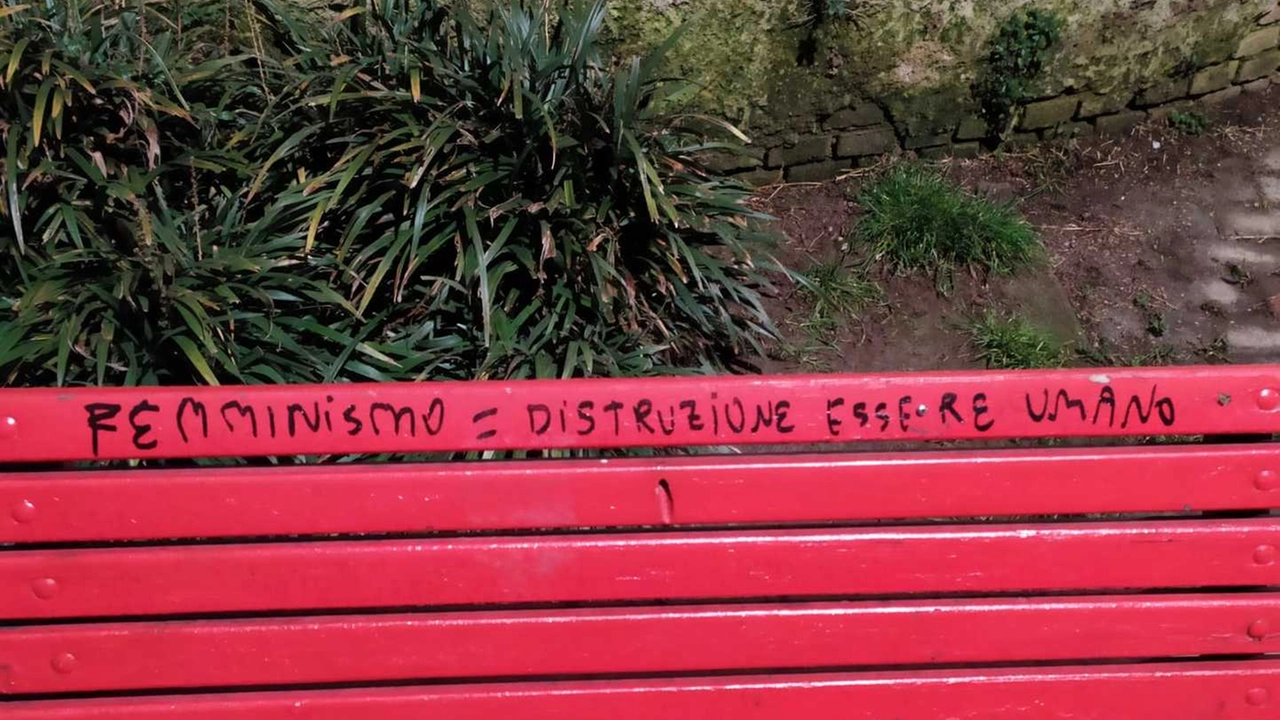 FEMMINiSMO = DiSTRUZiONE ESSERE UMANO